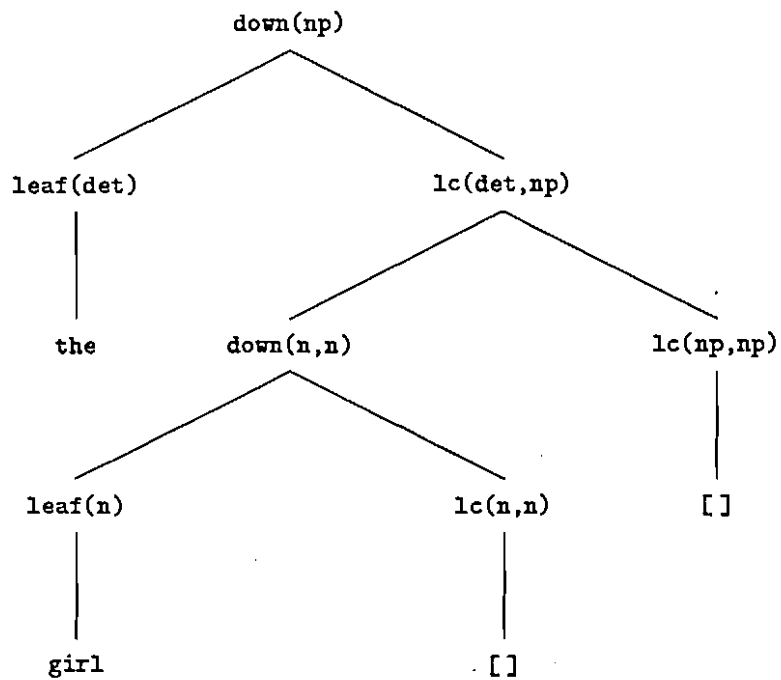 down(np)
leaf(det) lc(det,np)
the down(n,n) lc(np,np)
leaf(n) lc(n,n) []
girl []